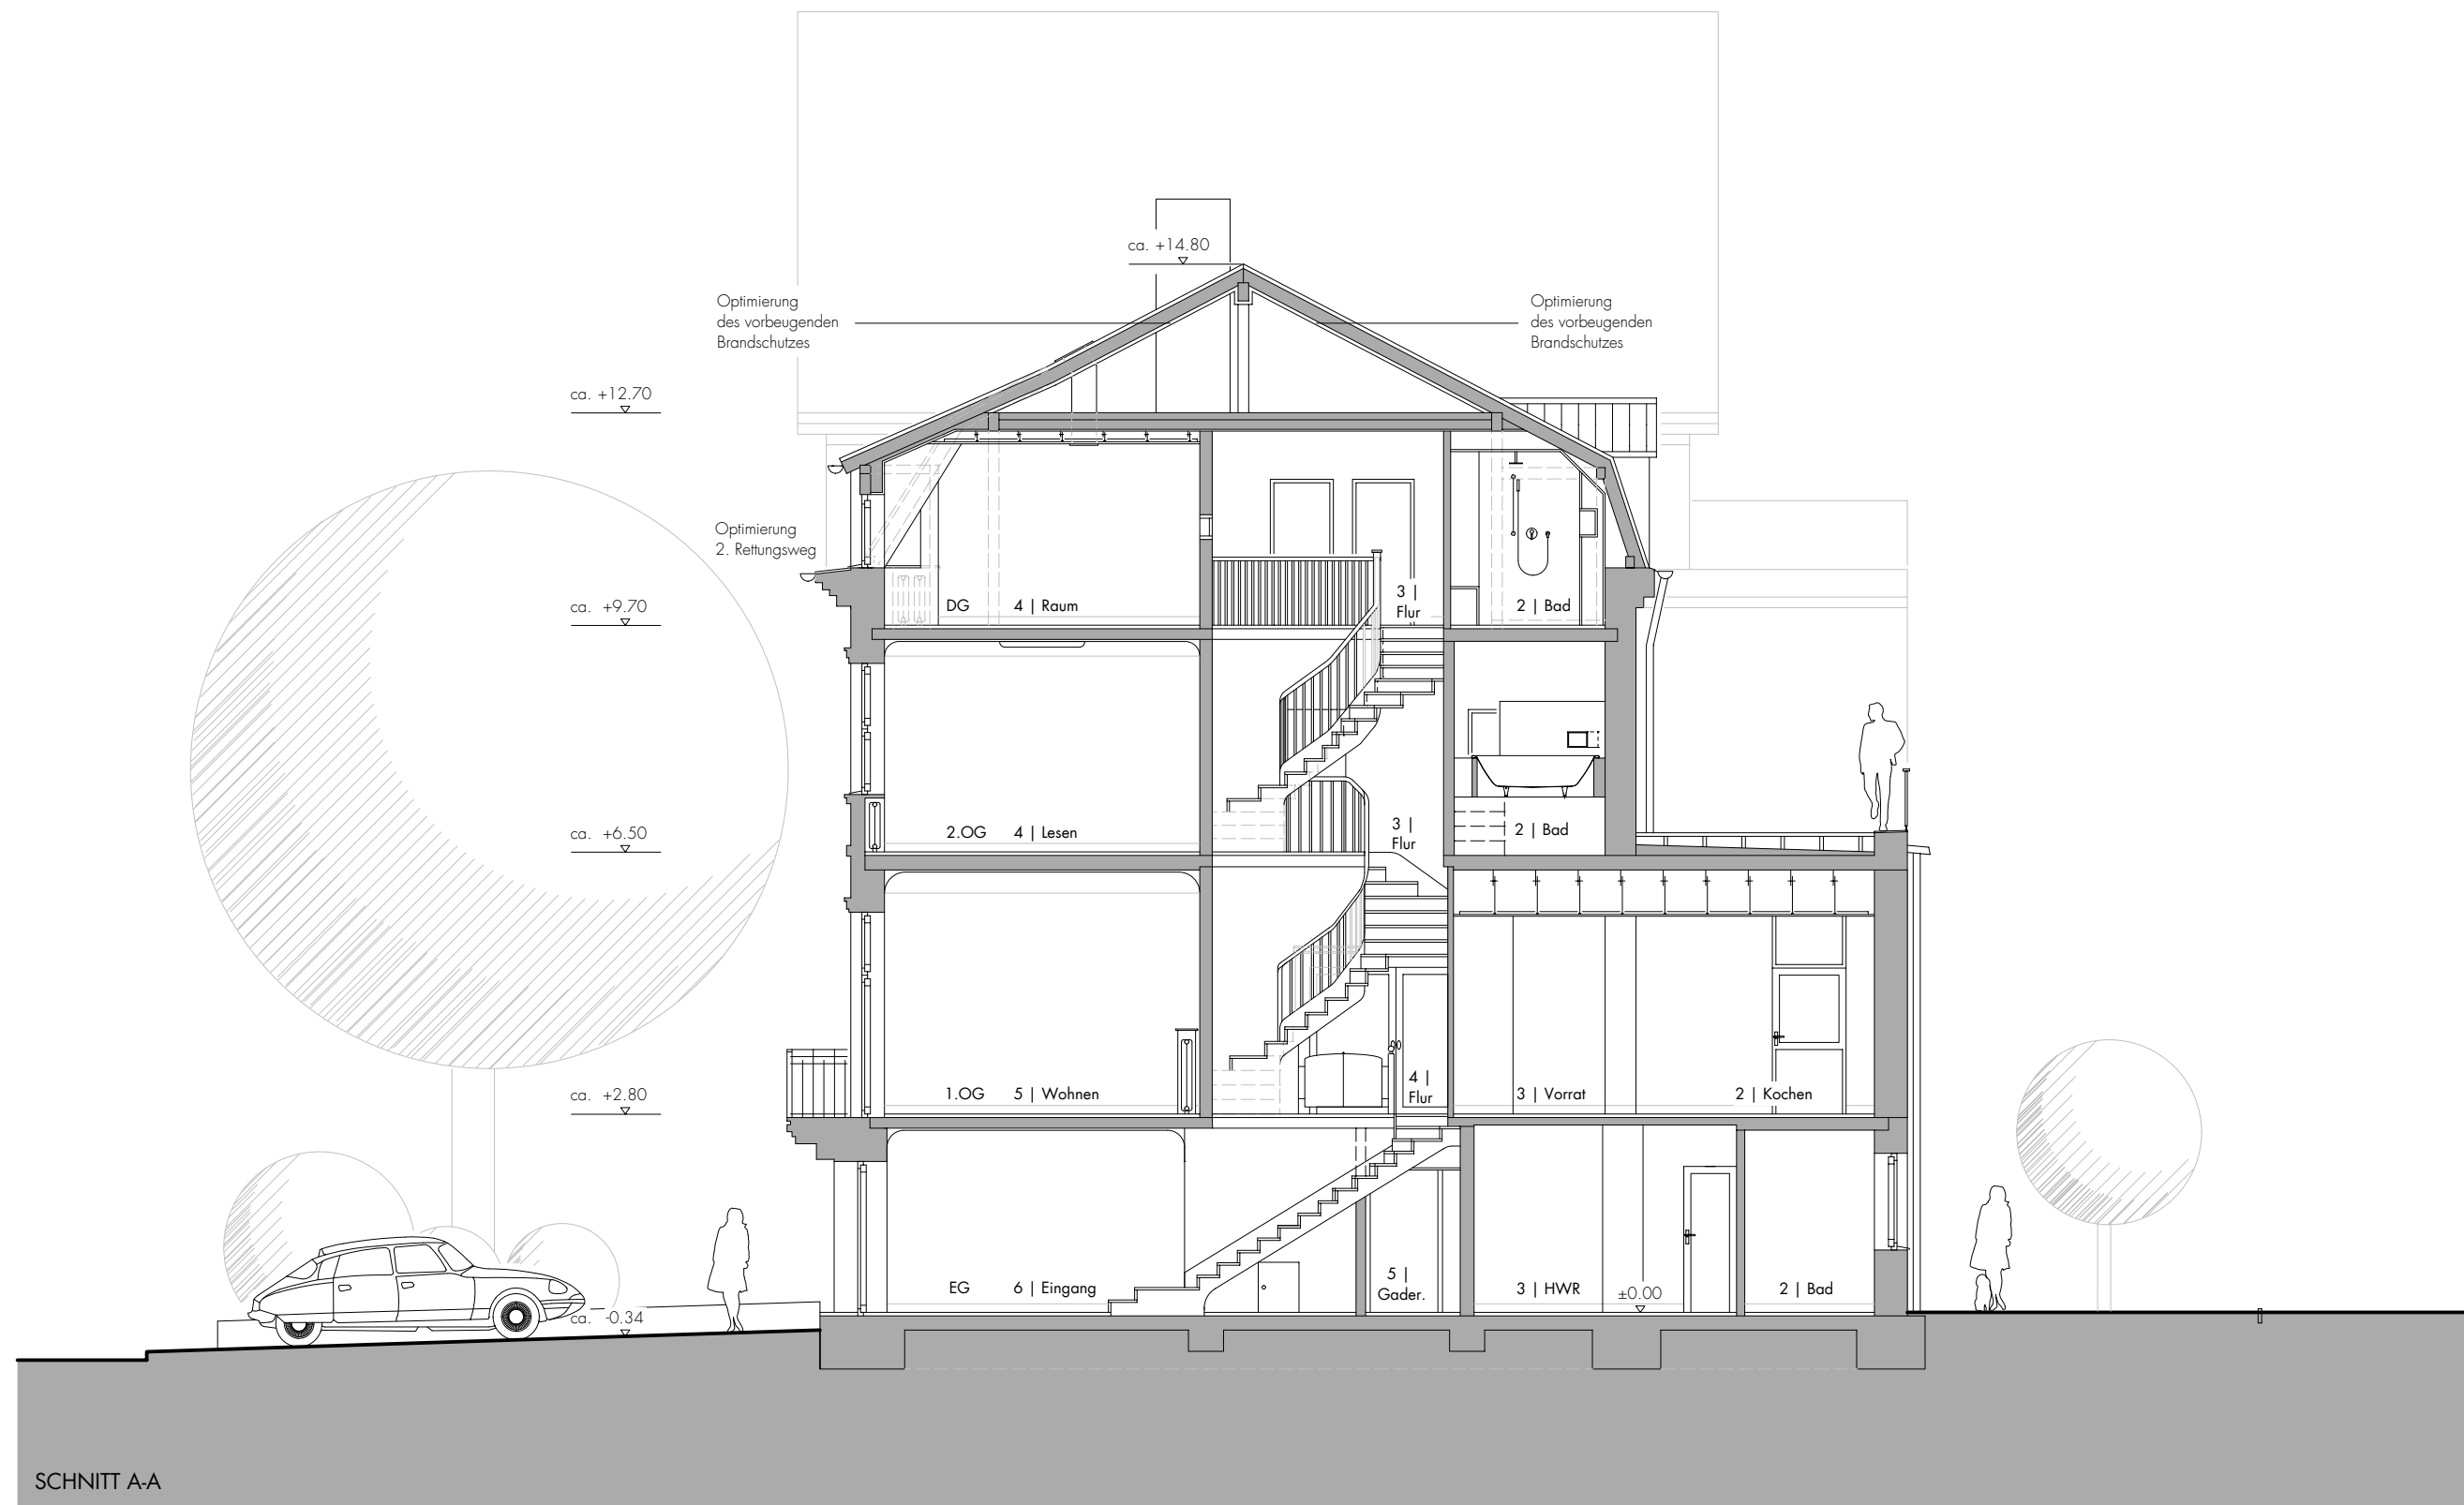 ca. +14.80
Optimierung
des vorbeugenden
Brandschutzes
Optimierung
des vorbeugenden
Brandschutzes
ca. +12.70
Optimierung
2. Rettungsweg
ca. +9.70
DG 4 | Raum
3 |
Flur
2 | Bad
ca. +6.50
2.OG 4 | Lesen
3 |
Flur
2 | Bad
ca. +2.80
1.OG 5 | Wohnen
4 |
Flur
3 | Vorrat
2 | Kochen
EG 6 | Eingang
5 |
Gader.
3 | HWR
±0.00
2 | Bad
ca. -0.34
SCHNITT A-A